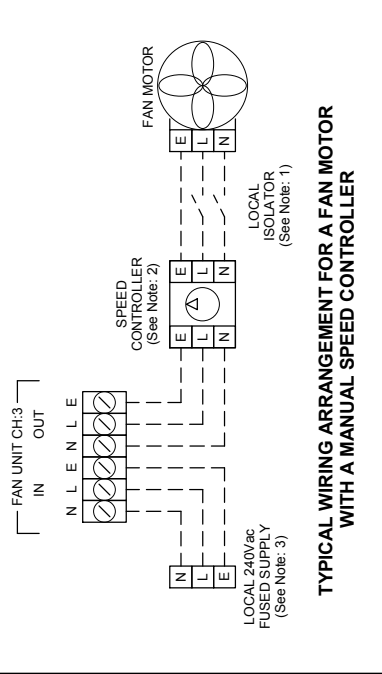 FAN UNIT CH:3
IN OUT
N L E N L E
N
L
E
LOCAL 240Vac
FUSED SUPPLY
(See Note: 3)
SPEED
CONTROLLER
(See Note: 2)
E
L
N
E
L
N
LOCAL
ISOLATOR
(See Note: 1)
FAN MOTOR
E
L
N
TYPICAL WIRING ARRANGEMENT FOR A FAN MOTOR
WITH A MANUAL SPEED CONTROLLER